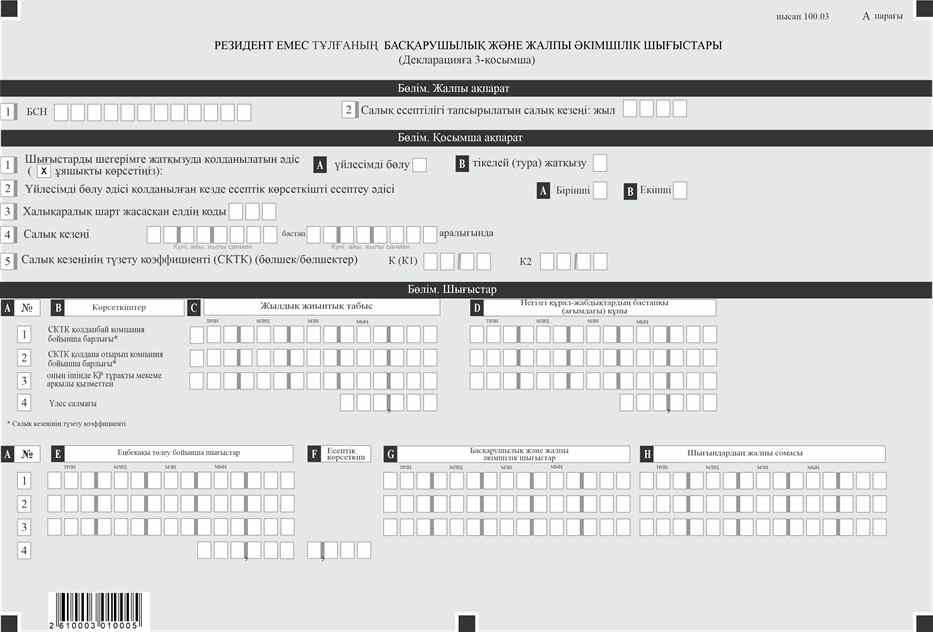 нысан 100.03 А парағы
РЕЗИДЕНТ ЕМЕС ТҰЛҒАНЫҢ БАСҚАРУШЫЛЫҚ ЖӘНЕ ЖАЛПЫ ӘКІМШІЛІК ШЫҒЫСТАРЫ
(Декларацияға 3-қосымша)
Бөлім. Жалпы ақпарат
1 БСН 2 Салық есептілігі тапсырылатын салық кезеңі: жыл
Бөлім. Қосымша ақпарат
1 Шығыстарды шегерімге жатқызуда қолданылатын әдіс
( X ұяшықты көрсетіңіз): A үйлесімді бөлу B тікелей (тура) жатқызу
2 Үйлесімді бөлу әдісі қолданылған кезде есептік көрсеткішті есептеу әдісі A Бірінші B Екінші
3 Халықаралық шарт жасасқан елдің коды
4 Салық кезеңі бастап аралығында
Күні, айы, жылы санмен Күні, айы, жылы санмен
5 Салық кезеңінің түзету коэффициенті (СКТК) (бөлшек/бөлшектер) К (К1) / К2 /
Бөлім. Шығыстар
A № B Көрсеткіштер C Жылдық жиынтық табыс D Негізгі құрал-жабдықтардың бастапқы
(ағымдағы) құны
ТРЛН МЛРД МЛН МЫҢ ТРЛН МЛРД МЛН МЫҢ
1 СКТК қолданбай компания
бойынша барлығы*
2 СКТК қолдана отырып компания
бойынша барлығы*
3 оның ішінде ҚР тұрақты мекеме
арқылы қызметтен
4 Үлес салмағы , ,
* Салық кезеңінің түзету коэффициенті
A № E Еңбекақы төлеу бойынша шығыстар F Есептік
көрсеткіш G Басқарушылық және жалпы
әкімшілік шығыстар H Шығындардың жалпы сомасы
ТРЛН МЛРД МЛН МЫҢ ТРЛН МЛРД МЛН МЫҢ ТРЛН МЛРД МЛН МЫҢ
1
2
3
4 , ,
2 610003 010005